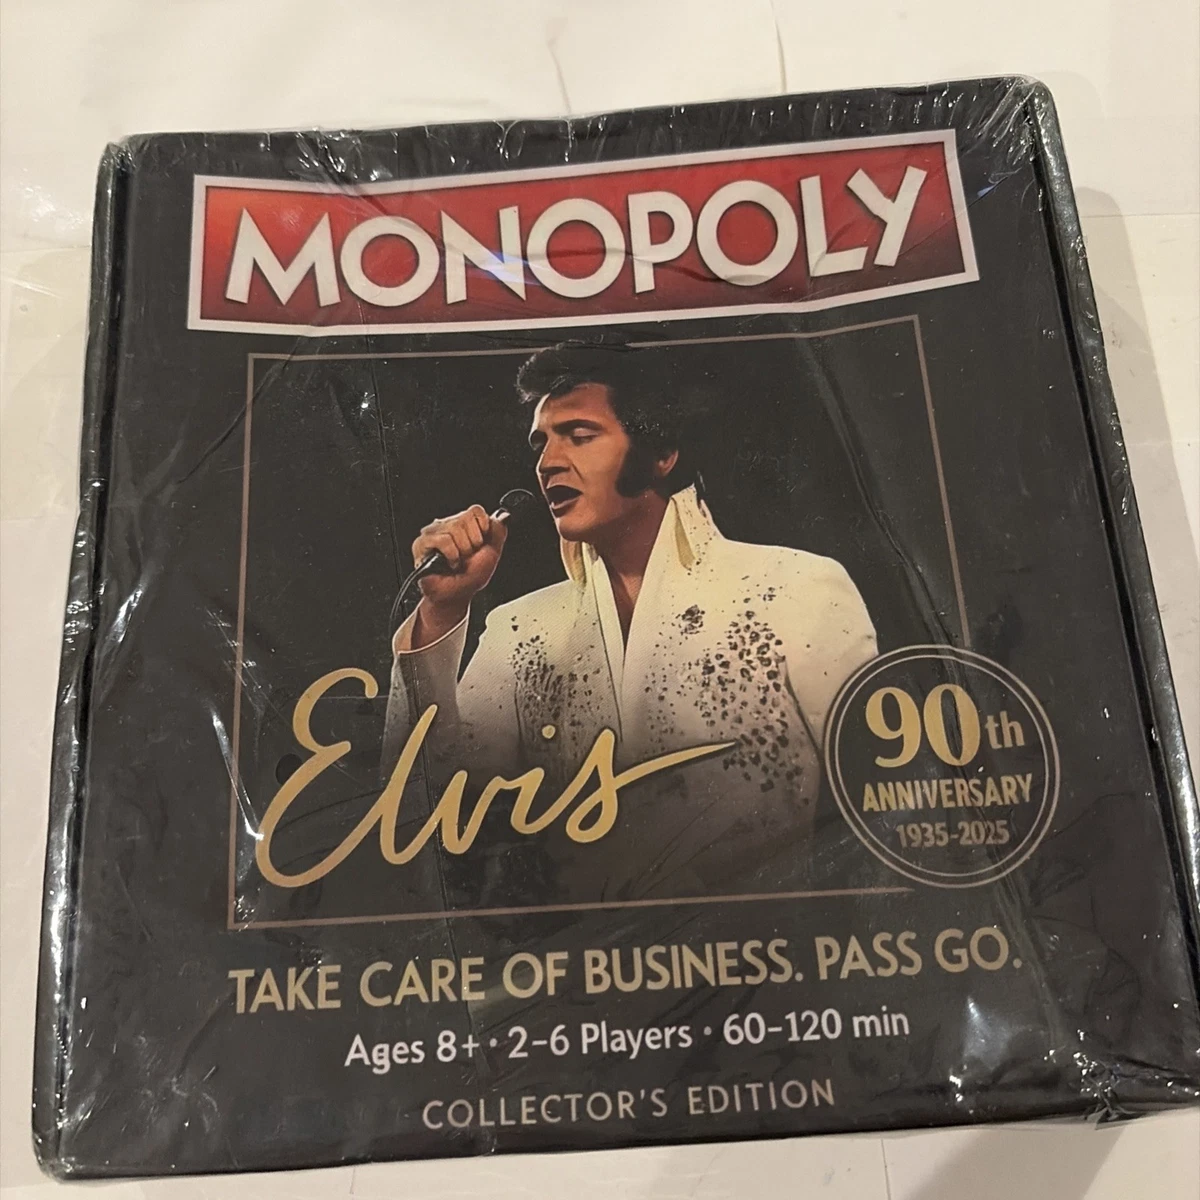 MONOPOLY
Elvis
90th
ANNIVERSARY
1935-2025
TAKE CARE OF BUSINESS. PASS GO.
Ages 8+ · 2-6 Players · 60-120 min
COLLECTOR'S EDITION